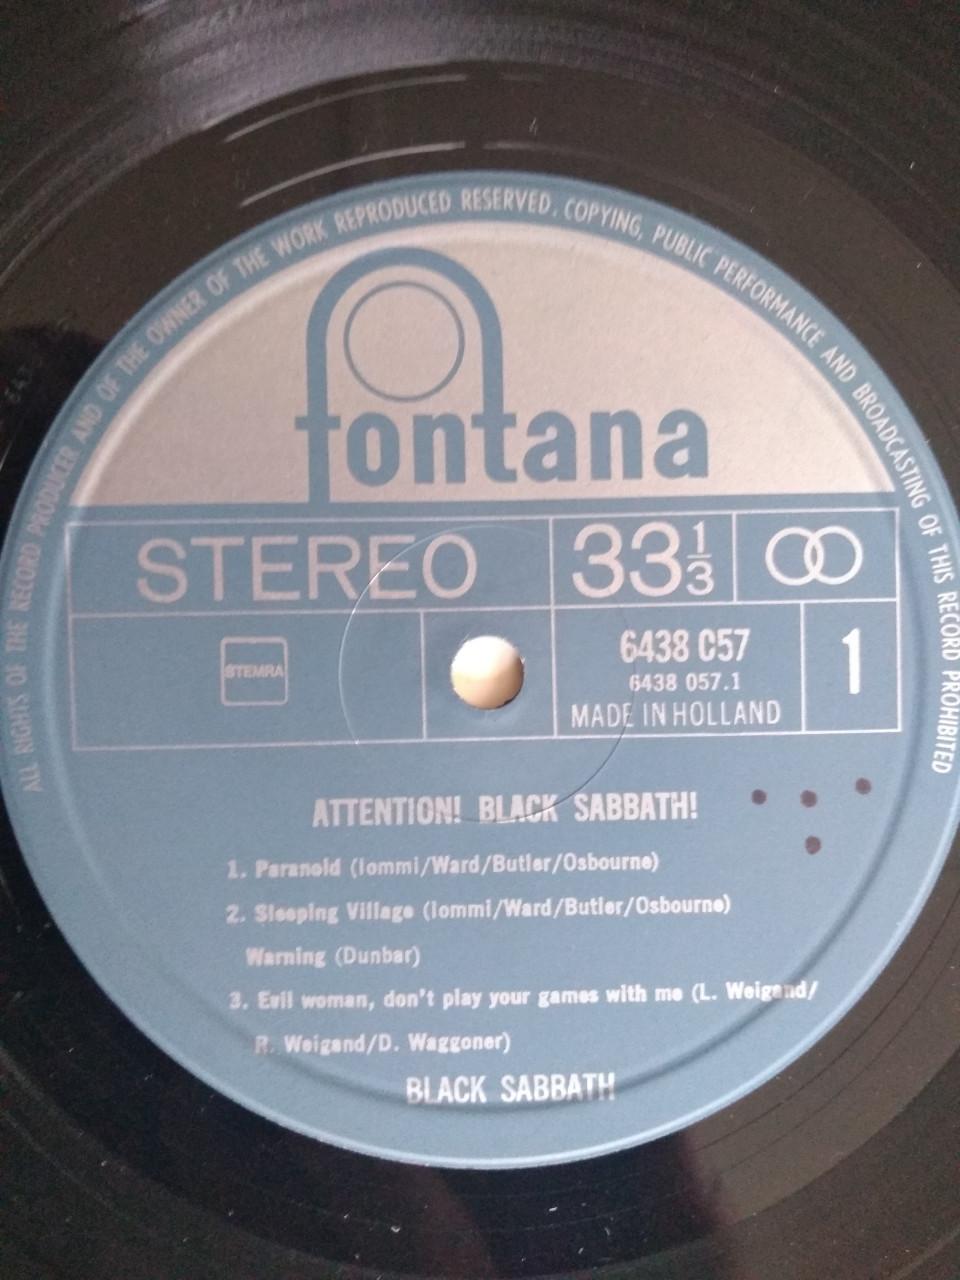 ALL RIGHTS OF THE RECORD PRODUCER AND OF THE OWNER OF THE WORK REPRODUCED RESERVED. COPYING, PUBLIC PERFORMANCE AND BROADCASTING OF THIS RECORD PROHIBITED
fontana
STEREO 33 1/3
STEMRA
6438 057 1
6438 057.1
MADE IN HOLLAND
ATTENTION! BLACK SABBATH!
1. Paranoid (Iommi/Ward/Butler/Osbourne)
2. Sleeping Village (Iommi/Ward/Butler/Osbourne)
Warning (Dunbar)
3. Evil woman, don't play your games with me (L. Weigand/
R. Weigand/D. Waggoner)
BLACK SABBATH